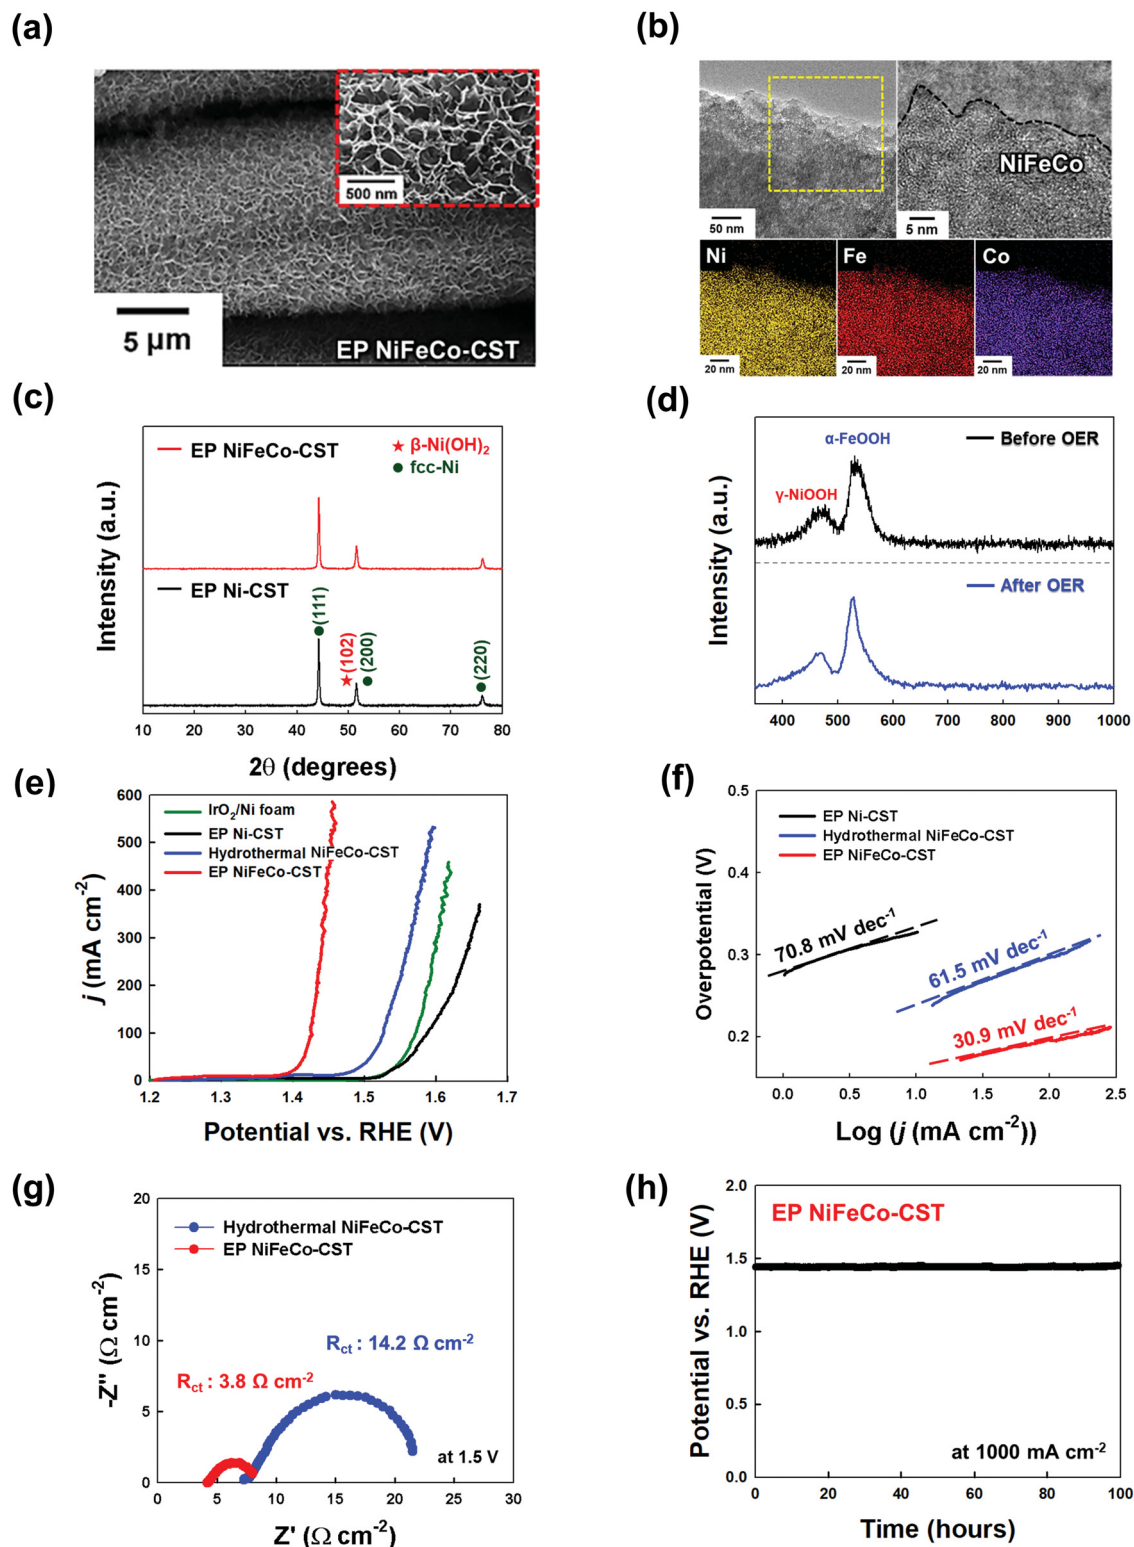 (a)
500 nm
5 µm
EP NiFeCo-CST
(b)
50 nm
NiFeCo
5 nm
Ni
Fe
Co
20 nm
20 nm
20 nm
(c)
EP NiFeCo-CST
★ β-Ni(OH)₂
● fcc-Ni
EP Ni-CST
(111)
(102)
(200)
(220)
Intensity (a.u.)
10 20 30 40 50 60 70 80
2θ (degrees)
(d)
α-FeOOH
Before OER
γ-NiOOH
After OER
Intensity (a.u.)
400 500 600 700 800 900 1000
(e)
600
500
400
300
200
100
0
IrO₂/Ni foam
EP Ni-CST
Hydrothermal NiFeCo-CST
EP NiFeCo-CST
j (mA cm⁻²)
1.2 1.3 1.4 1.5 1.6 1.7
Potential vs. RHE (V)
(f)
0.5
0.4
0.3
0.2
EP Ni-CST
Hydrothermal NiFeCo-CST
EP NiFeCo-CST
70.8 mV dec⁻¹
61.5 mV dec⁻¹
30.9 mV dec⁻¹
Overpotential (V)
0.0 0.5 1.0 1.5 2.0 2.5
Log (j (mA cm⁻²))
(g)
20
15
10
5
0
Hydrothermal NiFeCo-CST
EP NiFeCo-CST
R_ct : 14.2 Ω cm⁻²
R_ct : 3.8 Ω cm⁻²
at 1.5 V
-Z'' (Ω cm⁻²)
0 5 10 15 20 25 30
Z' (Ω cm⁻²)
(h)
2.0
1.5
1.0
0.5
0.0
EP NiFeCo-CST
at 1000 mA cm⁻²
Potential vs. RHE (V)
0 20 40 60 80 100
Time (hours)